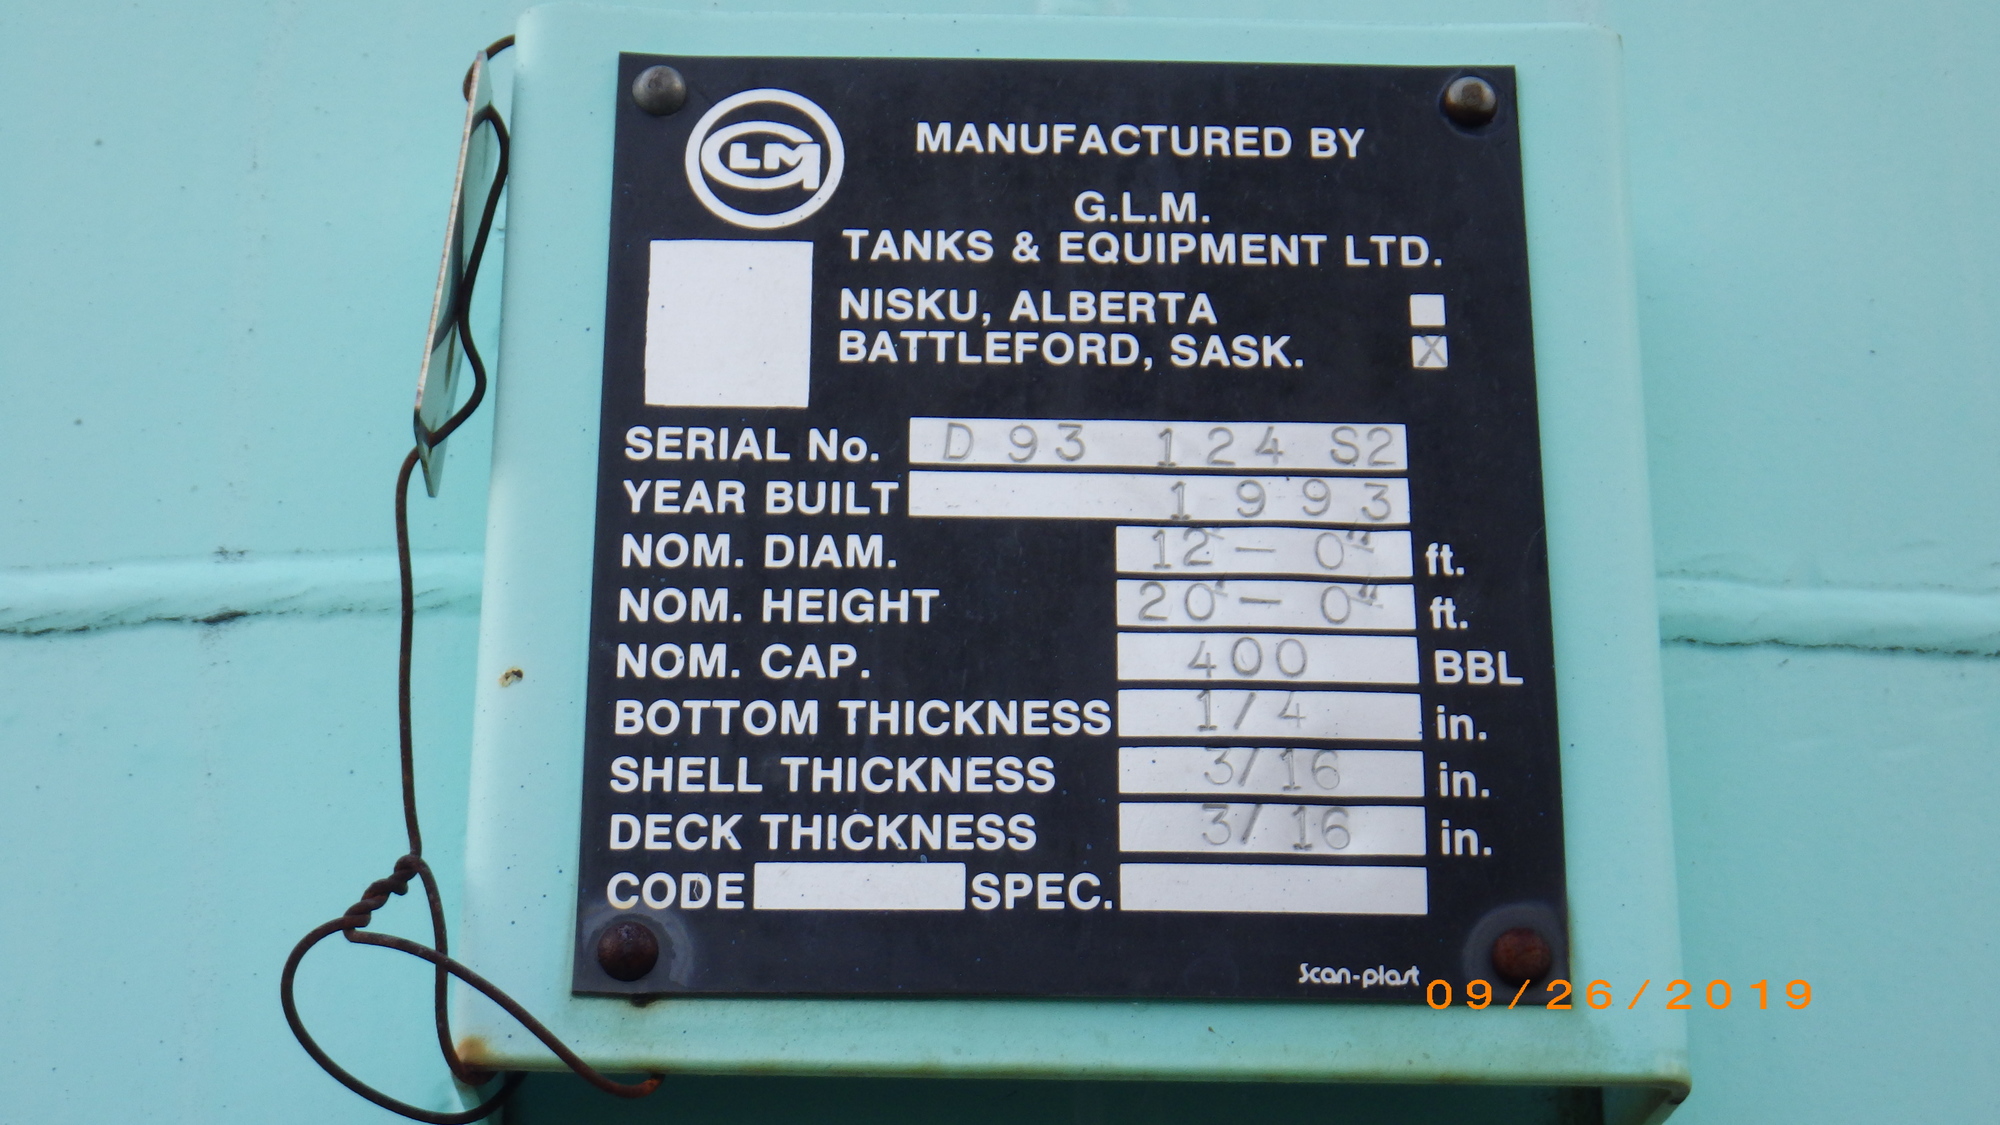 GLM
MANUFACTURED BY
G.L.M.
TANKS & EQUIPMENT LTD.
NISKU, ALBERTA
BATTLEFORD, SASK. X
SERIAL No. D 93 124 S2
YEAR BUILT 1993
NOM. DIAM. 12' - 0" ft.
NOM. HEIGHT 20' - 0" ft.
NOM. CAP. 400 BBL
BOTTOM THICKNESS 1/4 in.
SHELL THICKNESS 3/16 in.
DECK THICKNESS 3/16 in.
CODE SPEC.
Scan-plast
09/26/2019